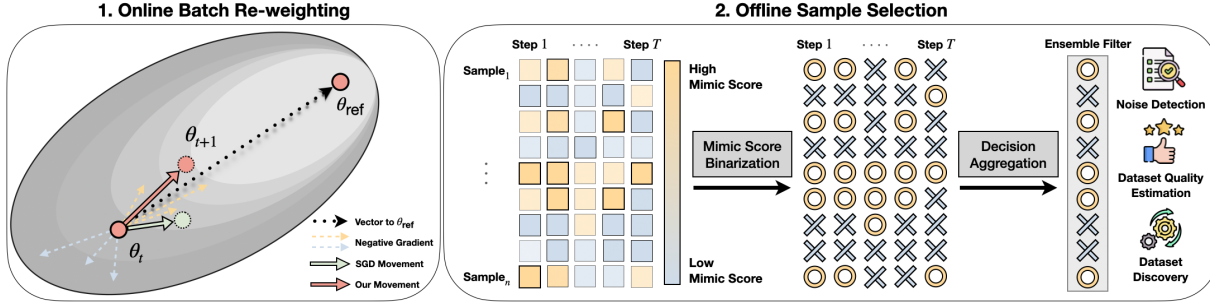 1. Online Batch Re-weighting
θref
θt+1
θt
Vector to θref
Negative Gradient
SGD Movement
Our Movement
2. Offline Sample Selection
Step 1 .... Step T
Sample1
Samplen
High
Mimic Score
Low
Mimic Score
Mimic Score
Binarization
Step 1 .... Step T
Decision
Aggregation
Ensemble Filter
Noise Detection
Dataset Quality
Estimation
Dataset
Discovery